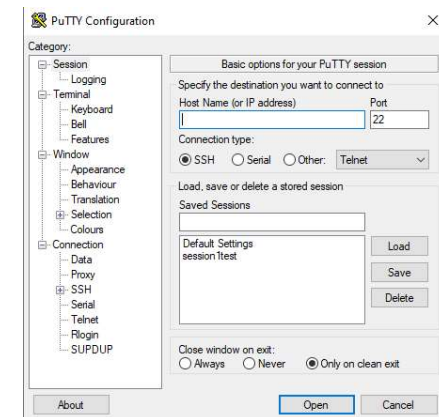 PuTTY Configuration
Category:
Session
Logging
Terminal
Keyboard
Bell
Features
Window
Appearance
Behaviour
Translation
Selection
Colours
Connection
Data
Proxy
SSH
Serial
Telnet
Rlogin
SUPDUP
Basic options for your PuTTY session
Specify the destination you want to connect to
Host Name (or IP address) Port
22
Connection type:
SSH Serial Other: Telnet
Load, save or delete a stored session
Saved Sessions
Default Settings
session1test
Load
Save
Delete
Close window on exit:
Always Never Only on clean exit
About Open Cancel